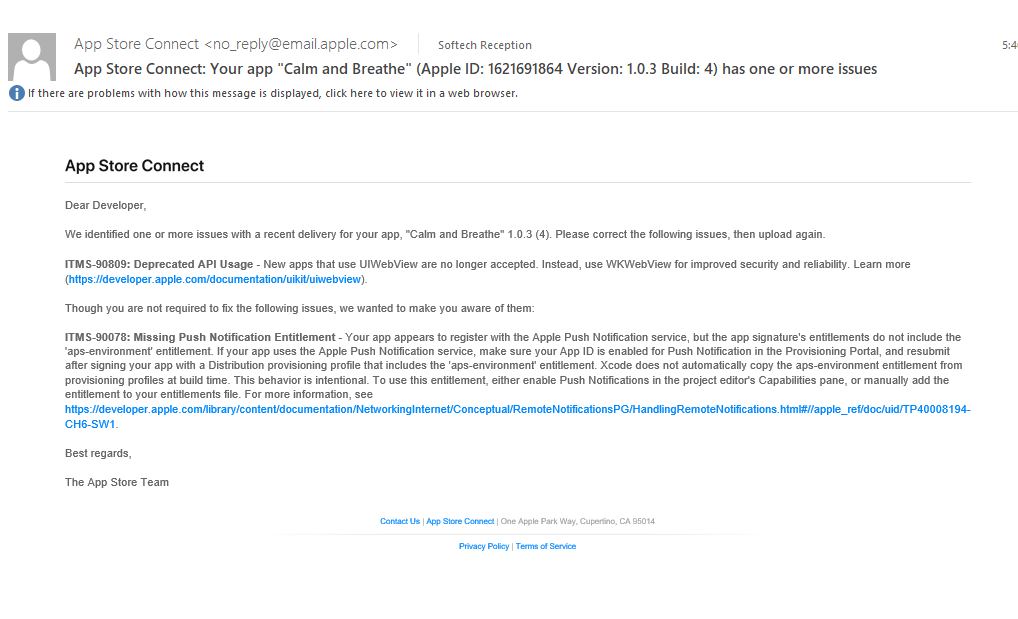 App Store Connect <no_reply@email.apple.com>
Softech Reception
App Store Connect: Your app "Calm and Breathe" (Apple ID: 1621691864 Version: 1.0.3 Build: 4) has one or more issues
If there are problems with how this message is displayed, click here to view it in a web browser.
App Store Connect
Dear Developer,
We identified one or more issues with a recent delivery for your app, "Calm and Breathe" 1.0.3 (4). Please correct the following issues, then upload again.
ITMS-90809: Deprecated API Usage - New apps that use UIWebView are no longer accepted. Instead, use WKWebView for improved security and reliability. Learn more
(https://developer.apple.com/documentation/uikit/uiwebview).
Though you are not required to fix the following issues, we wanted to make you aware of them:
ITMS-90078: Missing Push Notification Entitlement - Your app appears to register with the Apple Push Notification service, but the app signature's entitlements do not include the
'aps-environment' entitlement. If your app uses the Apple Push Notification service, make sure your App ID is enabled for Push Notification in the Provisioning Portal, and resubmit
after signing your app with a Distribution provisioning profile that includes the 'aps-environment' entitlement. Xcode does not automatically copy the aps-environment entitlement from
provisioning profiles at build time. This behavior is intentional. To use this entitlement, either enable Push Notifications in the project editor's Capabilities pane, or manually add the
entitlement to your entitlements file. For more information, see
https://developer.apple.com/library/content/documentation/NetworkingInternet/Conceptual/RemoteNotificationsPG/HandlingRemoteNotifications.html#//apple_ref/doc/uid/TP40008194-
CH6-SW1.
Best regards,
The App Store Team
Contact Us | App Store Connect | One Apple Park Way, Cupertino, CA 95014
Privacy Policy | Terms of Service